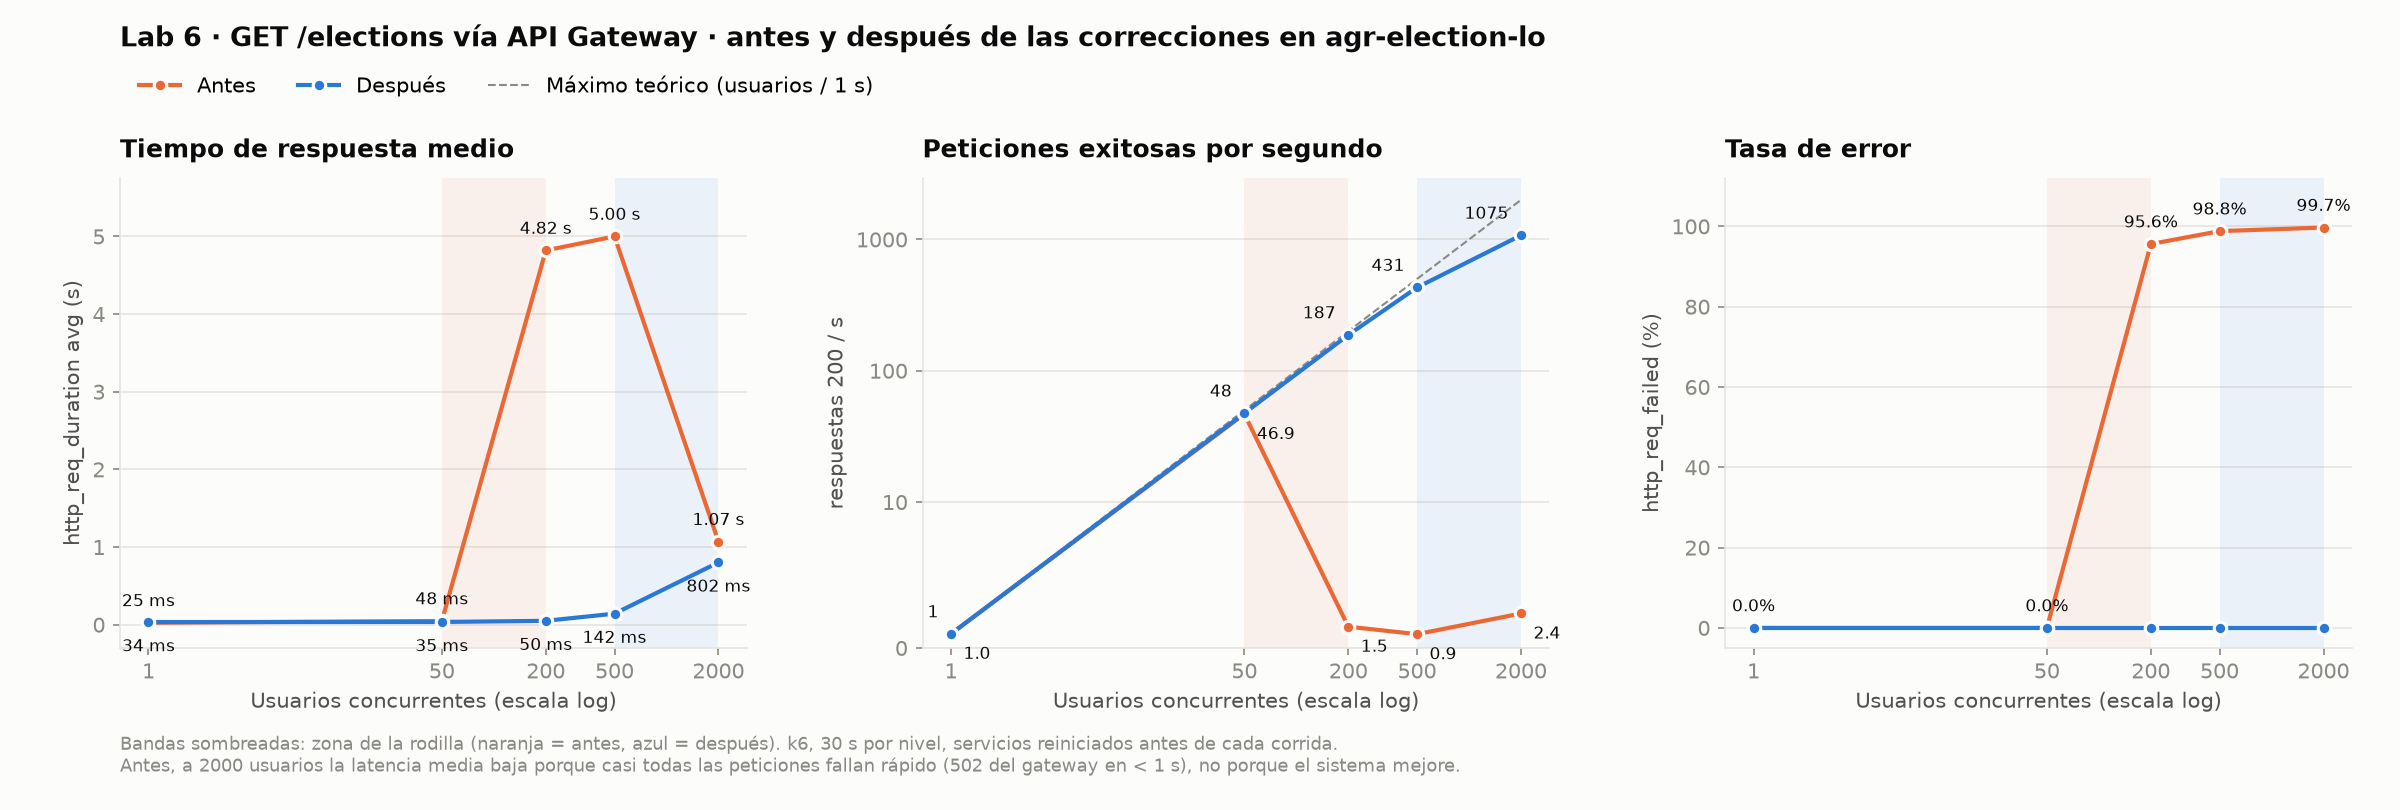 Lab 6 · GET /elections vía API Gateway · antes y después de las correcciones en agr-election-lo
Antes
Después
Máximo teórico (usuarios / 1 s)
Tiempo de respuesta medio
http_req_duration avg (s)
5
4
3
2
1
0
25 ms
34 ms
48 ms
35 ms
4.82 s
50 ms
5.00 s
142 ms
1.07 s
802 ms
1
50
200
500
2000
Usuarios concurrentes (escala log)
Peticiones exitosas por segundo
respuestas 200 / s
1000
100
10
0
1
1.0
48
46.9
187
1.5
431
0.9
1075
2.4
1
50
200
500
2000
Usuarios concurrentes (escala log)
Tasa de error
http_req_failed (%)
100
80
60
40
20
0
0.0%
0.0%
95.6%
98.8%
99.7%
1
50
200
500
2000
Usuarios concurrentes (escala log)
Bandas sombreadas: zona de la rodilla (naranja = antes, azul = después). k6, 30 s por nivel, servicios reiniciados antes de cada corrida.
Antes, a 2000 usuarios la latencia media baja porque casi todas las peticiones fallan rápido (502 del gateway en < 1 s), no porque el sistema mejore.